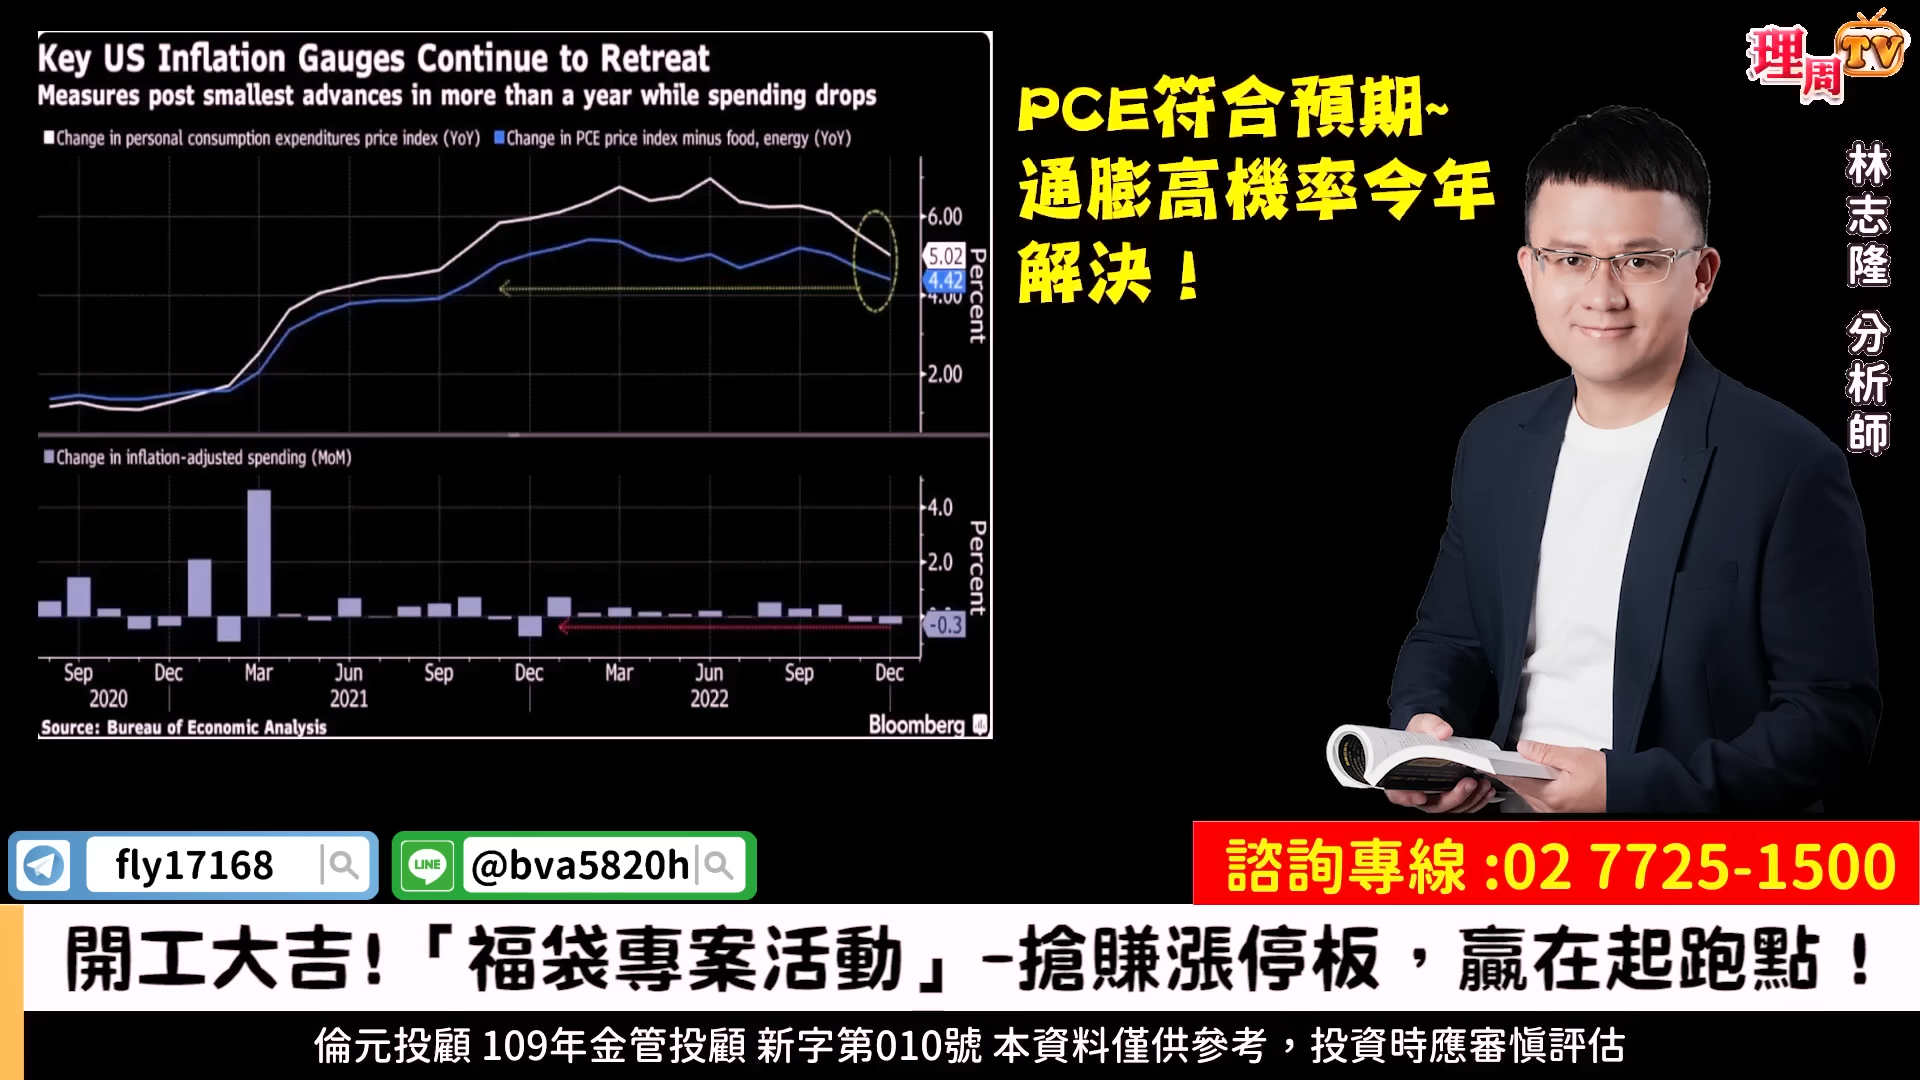 Key US Inflation Gauges Continue to Retreat
Measures post smallest advances in more than a year while spending drops
Change in personal consumption expenditures price index (YoY) Change in PCE price index minus food, energy (YoY)
6.00
5.02
4.42
4.00
2.00
Percent
Change in inflation-adjusted spending (MoM)
4.0
2.0
-0.3
Percent
Sep Dec Mar Jun Sep Dec Mar Jun Sep Dec
2020 2021 2022
Source: Bureau of Economic Analysis
Bloomberg
PCE符合預期~
通膨高機率今年
解決！
理周TV
林志隆 分析師
fly17168
LINE
@bva5820h
諮詢專線 :02 7725-1500
開工大吉!「福袋專案活動」-搶賺漲停板，贏在起跑點！
倫元投顧 109年金管投顧 新字第010號 本資料僅供參考，投資時應審慎評估